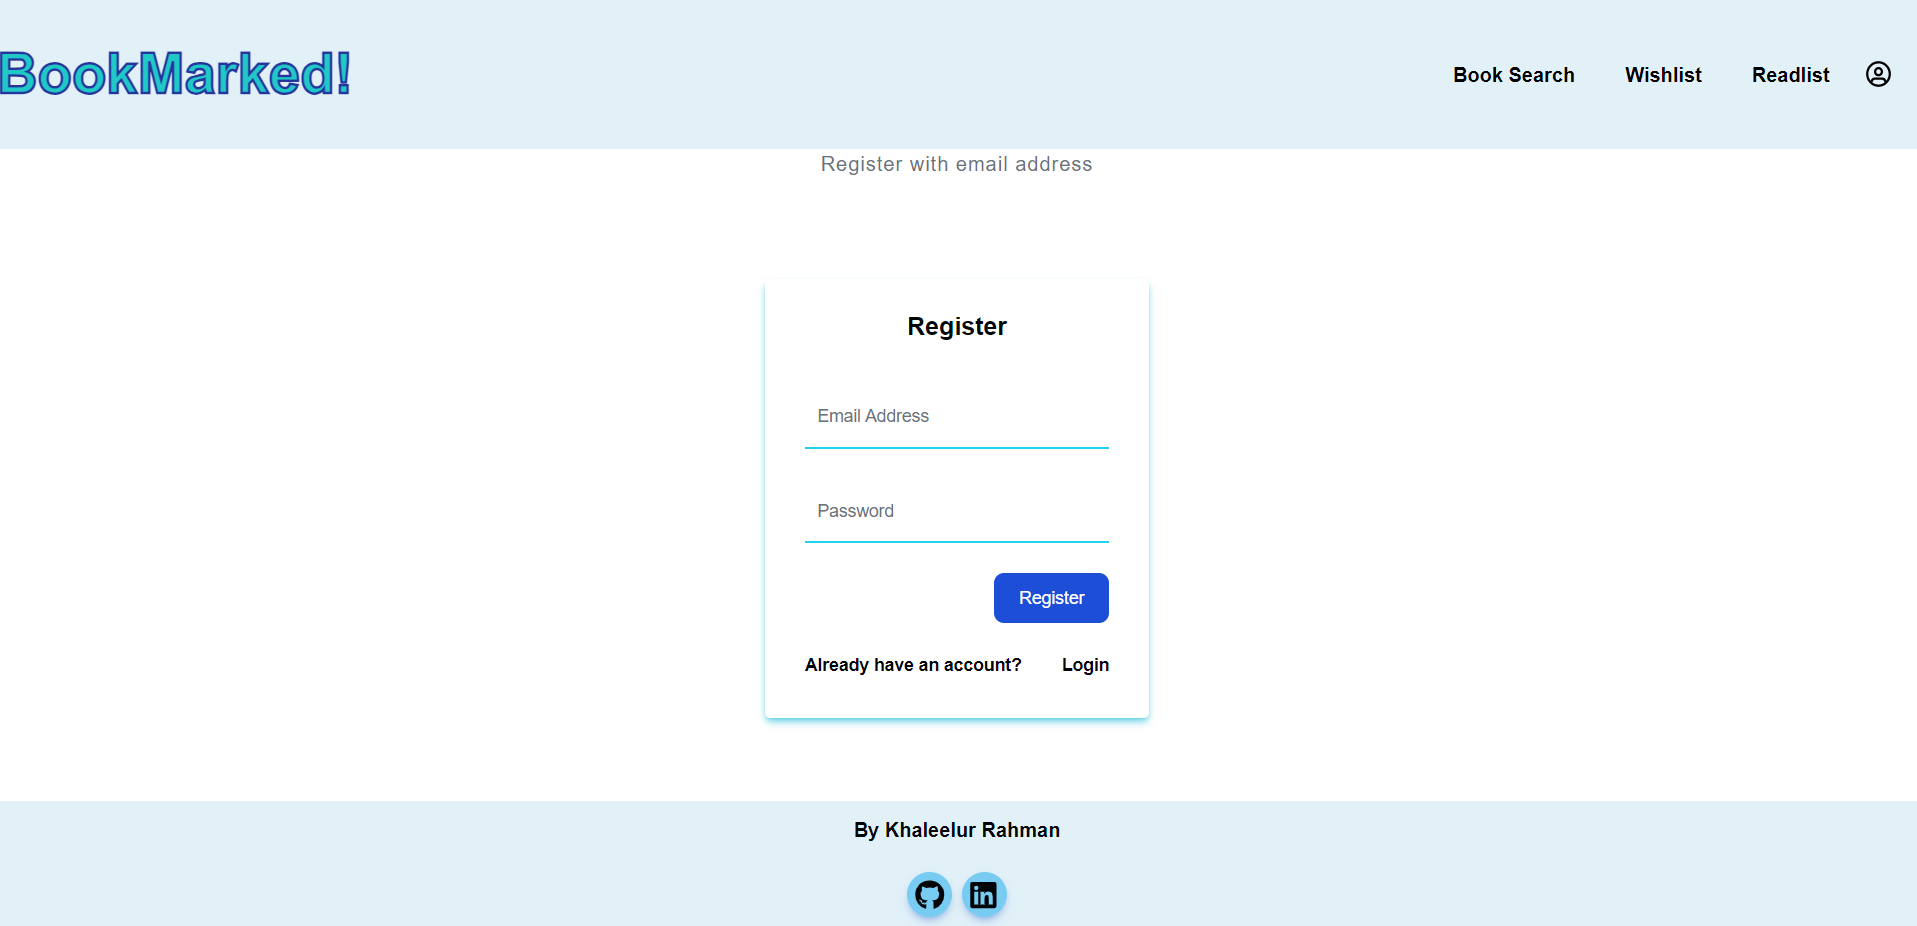 BookMarked!
Book Search Wishlist Readlist
Register with email address
Register
Email Address
Password
Register
Already have an account? Login
By Khaleelur Rahman
in